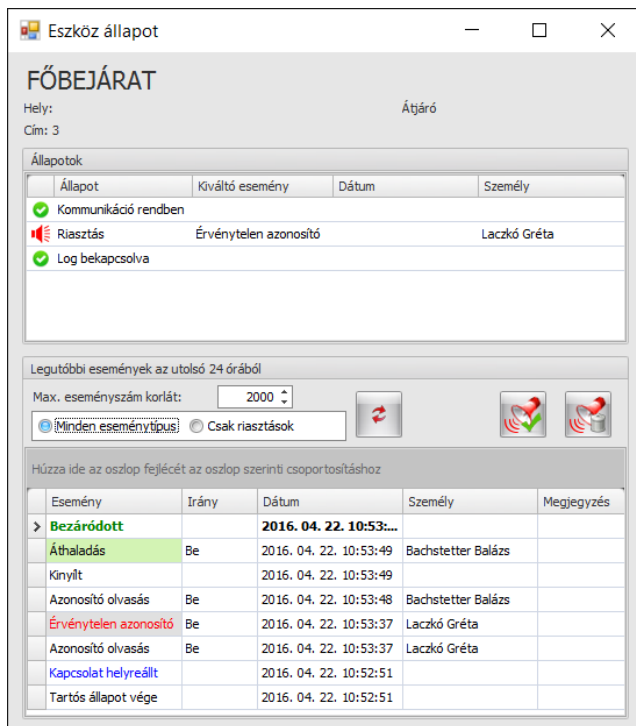 Eszköz állapot
FŐBEJÁRAT
Hely: Átjáró
Cím: 3
Állapotok
Állapot Kiváltó esemény Dátum Személy
Kommunikáció rendben
Riasztás Érvénytelen azonosító Laczkó Gréta
Log bekapcsolva
Legutóbbi események az utolsó 24 órából
Max. eseményszám korlát: 2000
Minden eseménytípus Csak riasztások
Húzza ide az oszlop fejlécét az oszlop szerinti csoportosításhoz
Esemény Irány Dátum Személy Megjegyzés
Bezáródott 2016. 04. 22. 10:53:...
Áthaladás Be 2016. 04. 22. 10:53:49 Bachstetter Balázs
Kinyílt 2016. 04. 22. 10:53:49
Azonosító olvasás Be 2016. 04. 22. 10:53:48 Bachstetter Balázs
Érvénytelen azonosító Be 2016. 04. 22. 10:53:37 Laczkó Gréta
Azonosító olvasás Be 2016. 04. 22. 10:53:37 Laczkó Gréta
Kapcsolat helyreállt 2016. 04. 22. 10:52:51
Tartós állapot vége 2016. 04. 22. 10:52:51